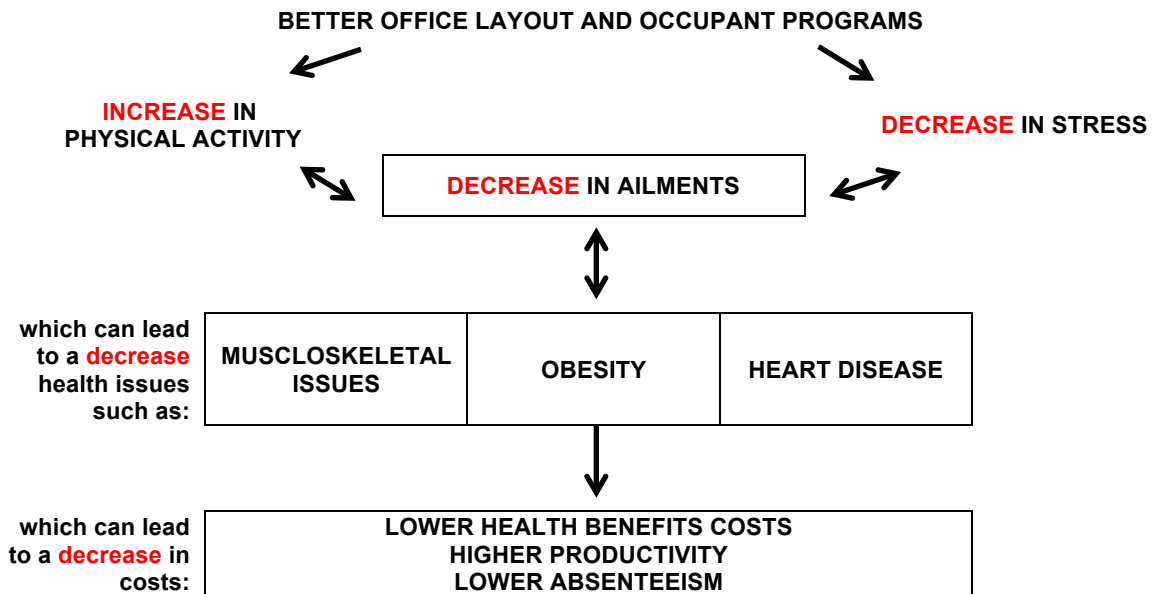 BETTER OFFICE LAYOUT AND OCCUPANT PROGRAMS
INCREASE IN
PHYSICAL ACTIVITY
DECREASE IN STRESS
DECREASE IN AILMENTS
which can lead
to a decrease
health issues
such as:
MUSCLOSKELETAL
ISSUES
OBESITY
HEART DISEASE
which can lead
to a decrease in
costs:
LOWER HEALTH BENEFITS COSTS
HIGHER PRODUCTIVITY
LOWER ABSENTEEISM